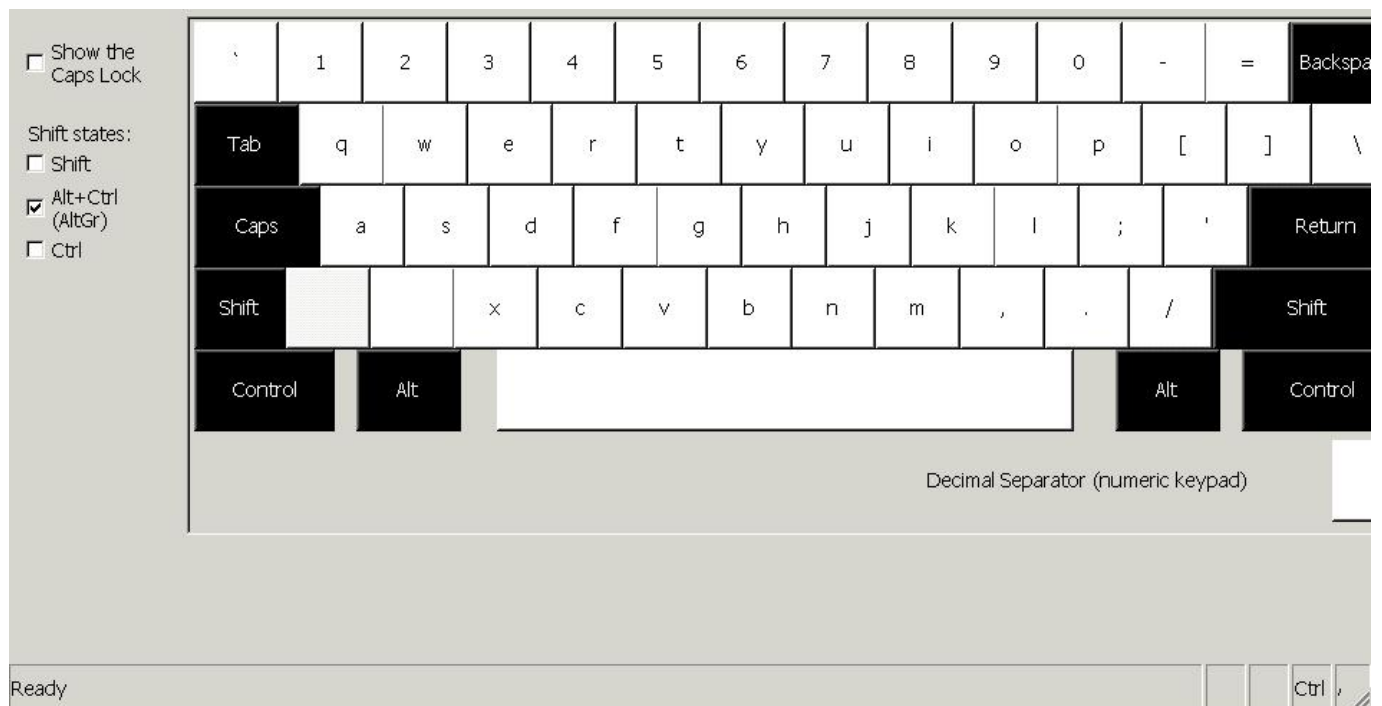 Show the
Caps Lock
Shift states:
Shift
Alt+Ctrl
(AltGr)
Ctrl
` 1 2 3 4 5 6 7 8 9 0 - = Backspa
Tab q w e r t y u i o p [ ] \
Caps a s d f g h j k l ; ' Return
Shift x c v b n m , . / Shift
Control Alt Alt Control
Decimal Separator (numeric keypad)
Ready Ctrl